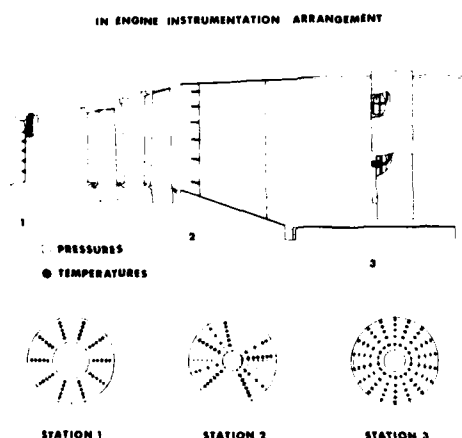 IN ENGINE INSTRUMENTATION ARRANGEMENT
1
2
3
PRESSURES
TEMPERATURES
STATION 1 STATION 2 STATION 3